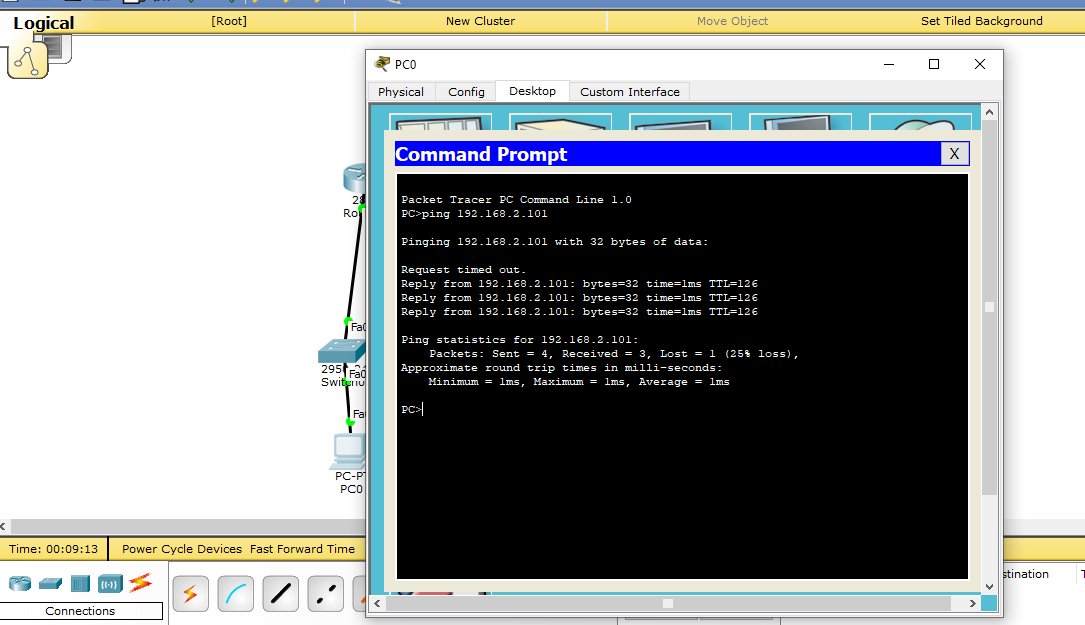 Logical
[Root]
New Cluster
Move Object
Set Tiled Background
PC0
Physical
Config
Desktop
Custom Interface
Command Prompt
X
Packet Tracer PC Command Line 1.0
PC>ping 192.168.2.101
Pinging 192.168.2.101 with 32 bytes of data:
Request timed out.
Reply from 192.168.2.101: bytes=32 time=1ms TTL=126
Reply from 192.168.2.101: bytes=32 time=1ms TTL=126
Reply from 192.168.2.101: bytes=32 time=1ms TTL=126
Ping statistics for 192.168.2.101:
Packets: Sent = 4, Received = 3, Lost = 1 (25% loss),
Approximate round trip times in milli-seconds:
Minimum = 1ms, Maximum = 1ms, Average = 1ms
PC>
28
Ro
Fa0
295
Fa0
Fa0
PC-PT
PC0
Time: 00:09:13
Power Cycle Devices
Fast Forward Time
stination
Connections